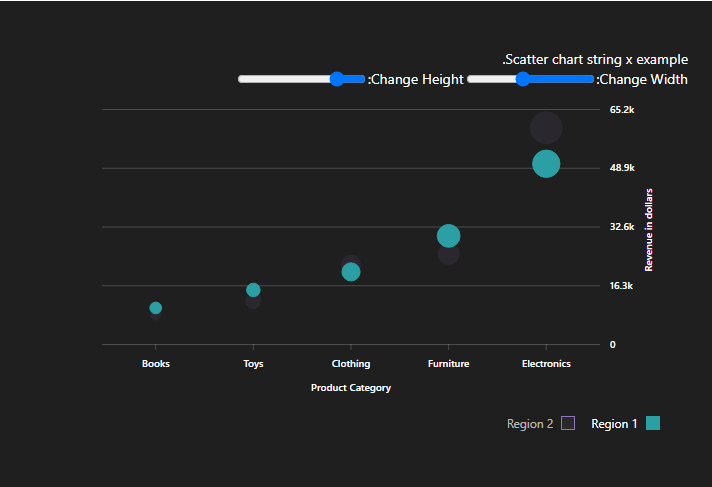 .Scatter chart string x example
:Change Height :Change Width
65.2k
48.9k
32.6k
16.3k
0
Revenue in dollars
Books Toys Clothing Furniture Electronics
Product Category
Region 2 Region 1